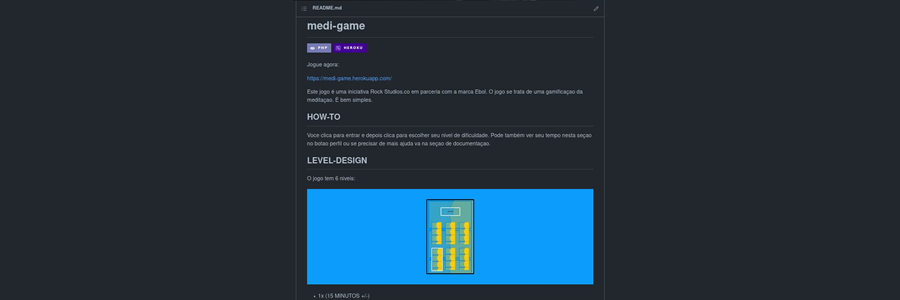 README.md
medi-game
PHP HEROKU
Jogue agora:
https://medi-game.herokuapp.com/
Este jogo é uma iniciativa Rock Studios.co em parceria com a marca Eboi. O jogo se trata de uma gamificaçao da
meditaçao. É bem simples.
HOW-TO
Voce clica para entrar e depois clica para escolher seu nivel de dificuldade. Pode também ver seu tempo nesta seçao
no botao perfil ou se precisar de mais ajuda va na seçao de documentaçao.
LEVEL-DESIGN
O jogo tem 6 niveis:
1x (15 MINUTOS +/-)